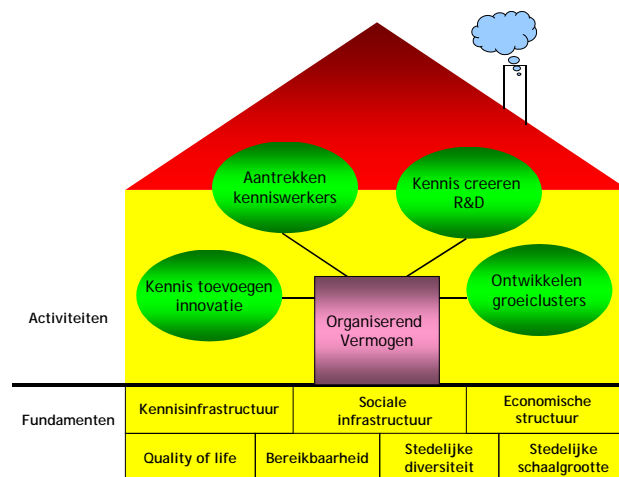 Aantrekken
kenniswerkers
Kennis creeren
R&D
Kennis toevoegen
innovatie
Ontwikkelen
groeiclusters
Organiserend
Vermogen
Activiteiten
Fundamenten
Kennisinfrastructuur
Sociale
infrastructuur
Economische
structuur
Quality of life
Bereikbaarheid
Stedelijke
diversiteit
Stedelijke
schaalgrootte